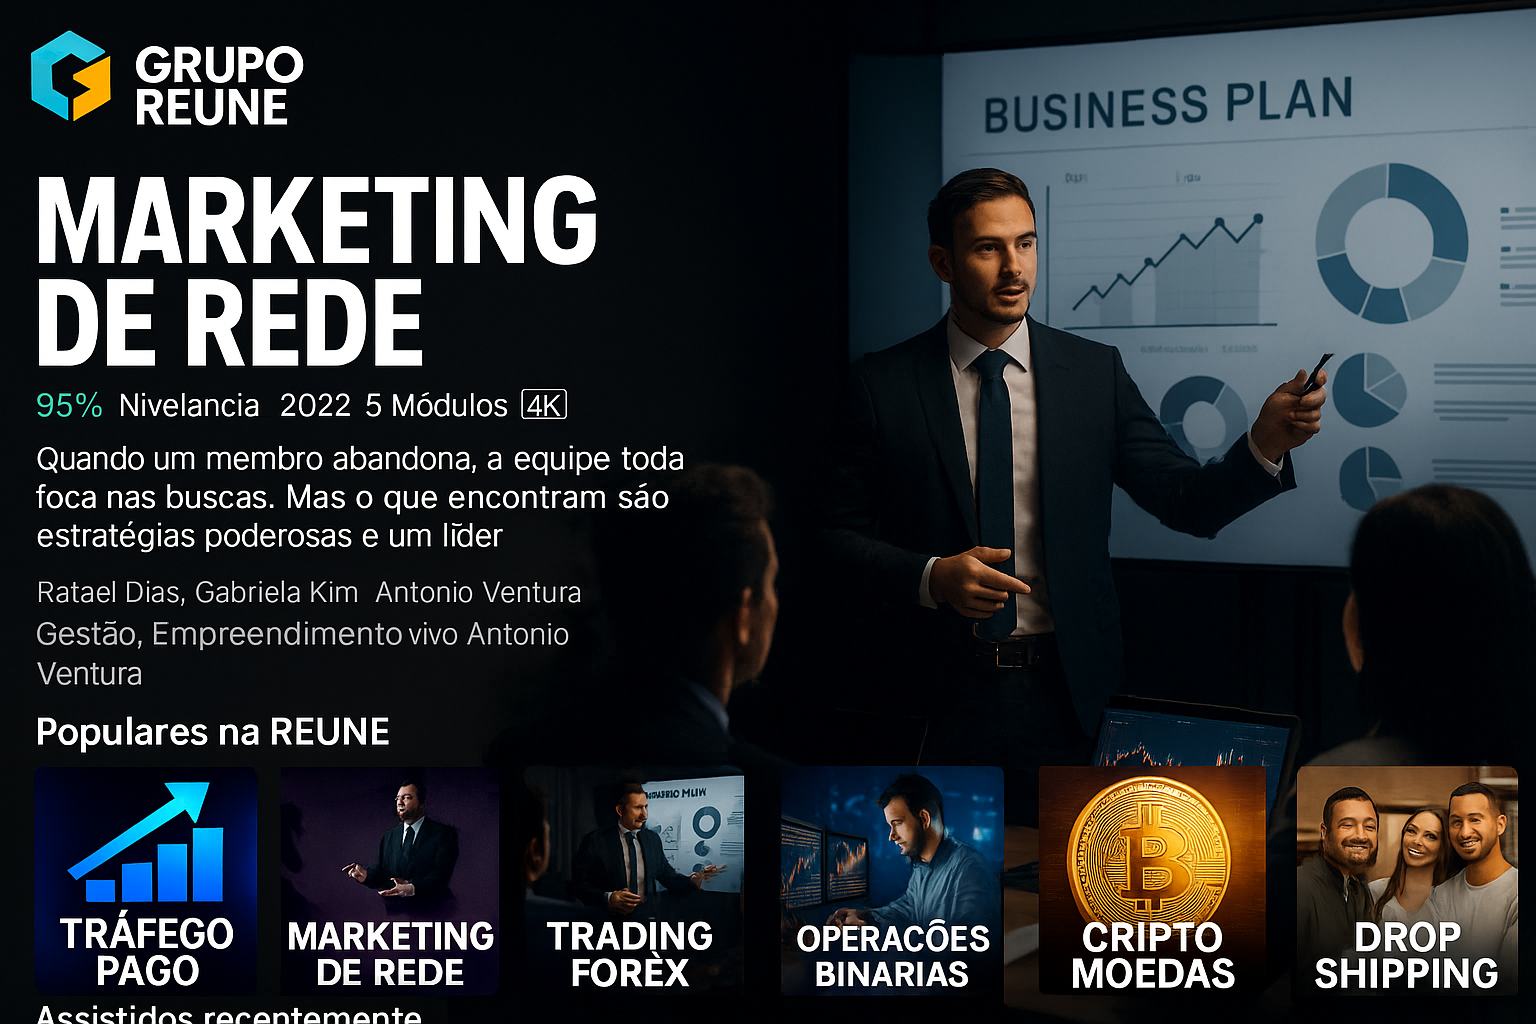 GRUPO
REUNE
BUSINESS PLAN
MARKETING
DE REDE
95% Nivelancia 2022 5 Módulos 4K
Quando um membro abandona, a equipe toda
foca nas buscas. Mas o que encontram sáo
estratégias poderosas e um líder
Ratael Dias, Gabriela Kim Antonio Ventura
Gestão, Empreendimento vivo Antonio
Ventura
Populares na REUNE
TRÁFEGO
PAGO
MARKETING
DE REDE
TRADING
FORÈX
OPERACÕES
BINARIAS
CRIPTO
MOEDAS
DROP
SHIPPING
Assistidos recentemente